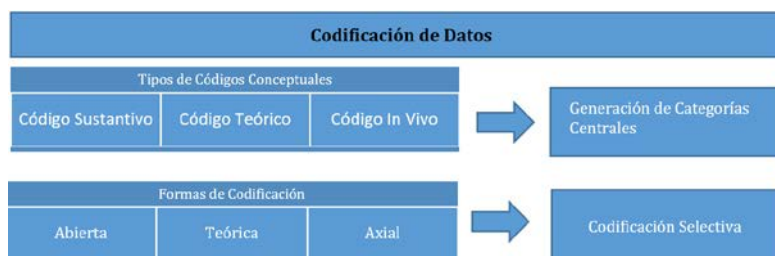 Codificación de Datos
Tipos de Códigos Conceptuales
Código Sustantivo
Código Teórico
Código In Vivo
Generación de Categorías
Centrales
Formas de Codificación
Abierta
Teórica
Axial
Codificación Selectiva